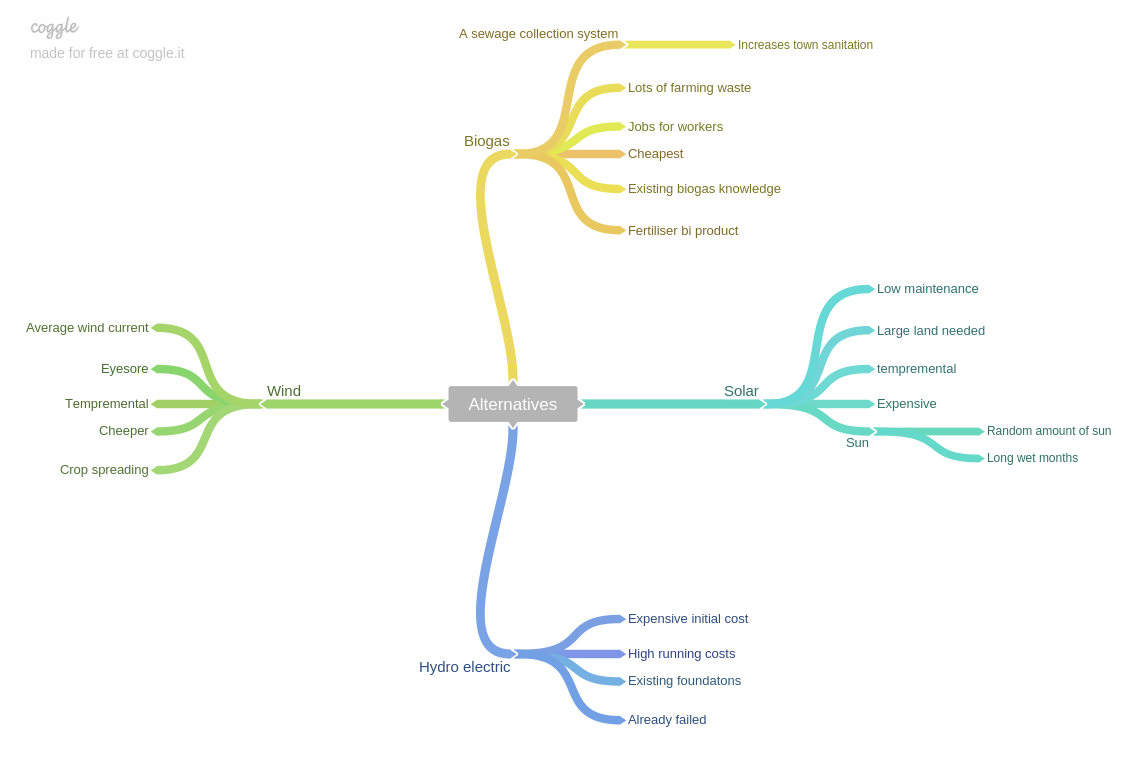 coggle
made for free at coggle.it
A sewage collection system
Increases town sanitation
Lots of farming waste
Jobs for workers
Biogas
Cheapest
Existing biogas knowledge
Fertiliser bi product
Low maintenance
Average wind current
Large land needed
Eyesore
tempremental
Wind
Solar
Tempremental
Alternatives
Expensive
Cheeper
Random amount of sun
Sun
Long wet months
Crop spreading
Expensive initial cost
High running costs
Hydro electric
Existing foundatons
Already failed